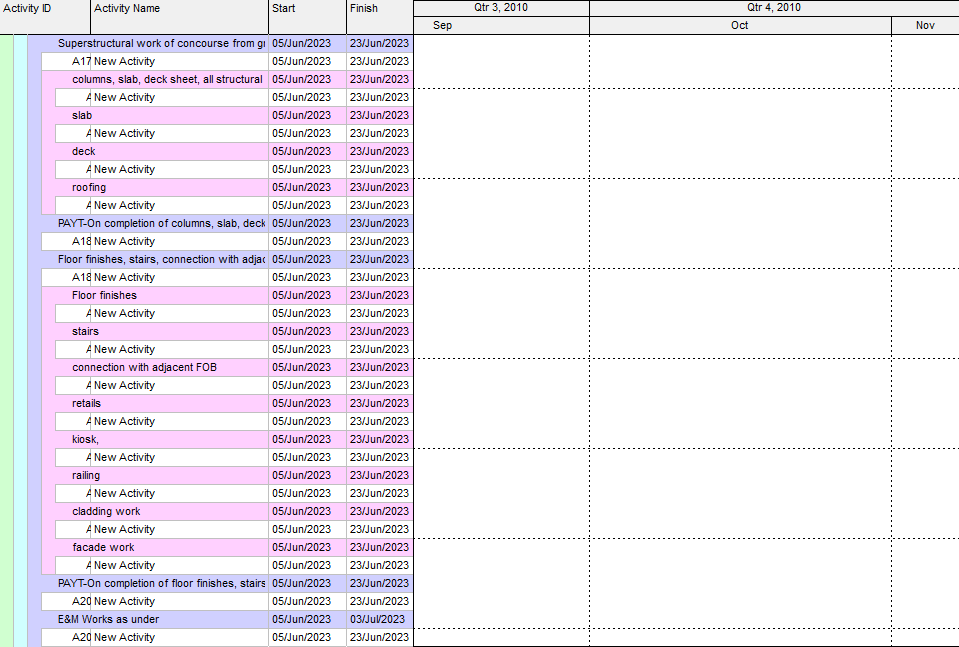 Activity ID Activity Name Start Finish Qtr 3, 2010 Qtr 4, 2010
Sep Oct Nov
Superstructural work of concourse from gr 05/Jun/2023 23/Jun/2023
A17 New Activity 05/Jun/2023 23/Jun/2023
columns, slab, deck sheet, all structural 05/Jun/2023 23/Jun/2023
A New Activity 05/Jun/2023 23/Jun/2023
slab 05/Jun/2023 23/Jun/2023
A New Activity 05/Jun/2023 23/Jun/2023
deck 05/Jun/2023 23/Jun/2023
A New Activity 05/Jun/2023 23/Jun/2023
roofing 05/Jun/2023 23/Jun/2023
A New Activity 05/Jun/2023 23/Jun/2023
PAYT-On completion of columns, slab, deck 05/Jun/2023 23/Jun/2023
A18 New Activity 05/Jun/2023 23/Jun/2023
Floor finishes, stairs, connection with adjac 05/Jun/2023 23/Jun/2023
A18 New Activity 05/Jun/2023 23/Jun/2023
Floor finishes 05/Jun/2023 23/Jun/2023
A New Activity 05/Jun/2023 23/Jun/2023
stairs 05/Jun/2023 23/Jun/2023
A New Activity 05/Jun/2023 23/Jun/2023
connection with adjacent FOB 05/Jun/2023 23/Jun/2023
A New Activity 05/Jun/2023 23/Jun/2023
retails 05/Jun/2023 23/Jun/2023
A New Activity 05/Jun/2023 23/Jun/2023
kiosk, 05/Jun/2023 23/Jun/2023
A New Activity 05/Jun/2023 23/Jun/2023
railing 05/Jun/2023 23/Jun/2023
A New Activity 05/Jun/2023 23/Jun/2023
cladding work 05/Jun/2023 23/Jun/2023
A New Activity 05/Jun/2023 23/Jun/2023
facade work 05/Jun/2023 23/Jun/2023
A New Activity 05/Jun/2023 23/Jun/2023
PAYT-On completion of floor finishes, stairs 05/Jun/2023 23/Jun/2023
A20 New Activity 05/Jun/2023 23/Jun/2023
E&M Works as under 05/Jun/2023 03/Jul/2023
A20 New Activity 05/Jun/2023 23/Jun/2023